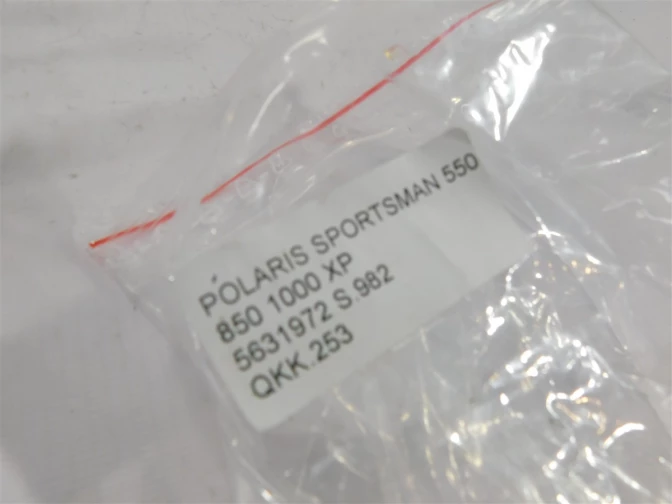 POLARIS SPORTSMAN 550
850 1000 XP
5631972 S.982
QKK.253